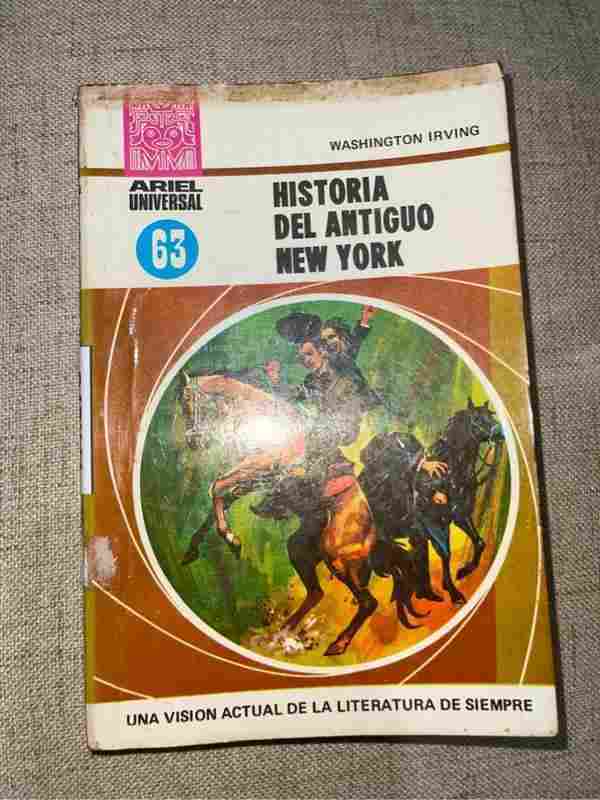 WASHINGTON IRVING
ARIEL
UNIVERSAL
63
HISTORIA
DEL ANTIGUO
NEW YORK
UNA VISION ACTUAL DE LA LITERATURA DE SIEMPRE